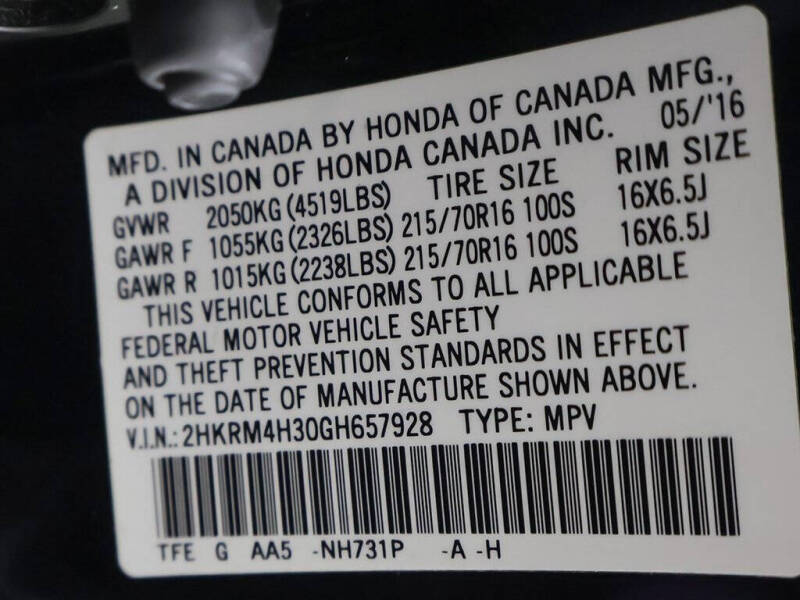 MFD. IN CANADA BY HONDA OF CANADA MFG.,
A DIVISION OF HONDA CANADA INC. 05/'16
GVWR 2050KG (4519LBS) TIRE SIZE RIM SIZE
GAWR F 1055KG (2326LBS) 215/70R16 100S 16X6.5J
GAWR R 1015KG (2238LBS) 215/70R16 100S 16X6.5J
THIS VEHICLE CONFORMS TO ALL APPLICABLE
FEDERAL MOTOR VEHICLE SAFETY
AND THEFT PREVENTION STANDARDS IN EFFECT
ON THE DATE OF MANUFACTURE SHOWN ABOVE.
V.I.N.: 2HKRM4H30GH657928 TYPE: MPV
TFE G AA5 -NH731P -A -H